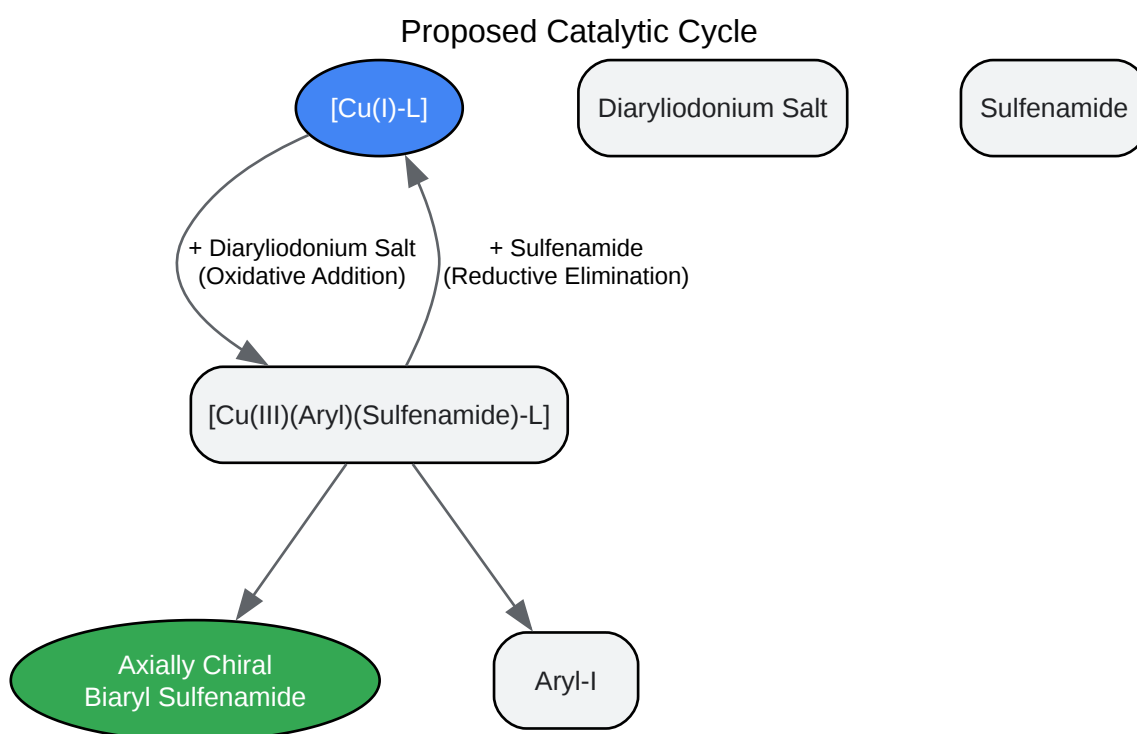 Proposed Catalytic Cycle
[Cu(I)-L]
Diaryliodonium Salt
Sulfenamide
+ Diaryliodonium Salt
(Oxidative Addition)
+ Sulfenamide
(Reductive Elimination)
[Cu(III)(Aryl)(Sulfenamide)-L]
Axially Chiral
Biaryl Sulfenamide
Aryl-I